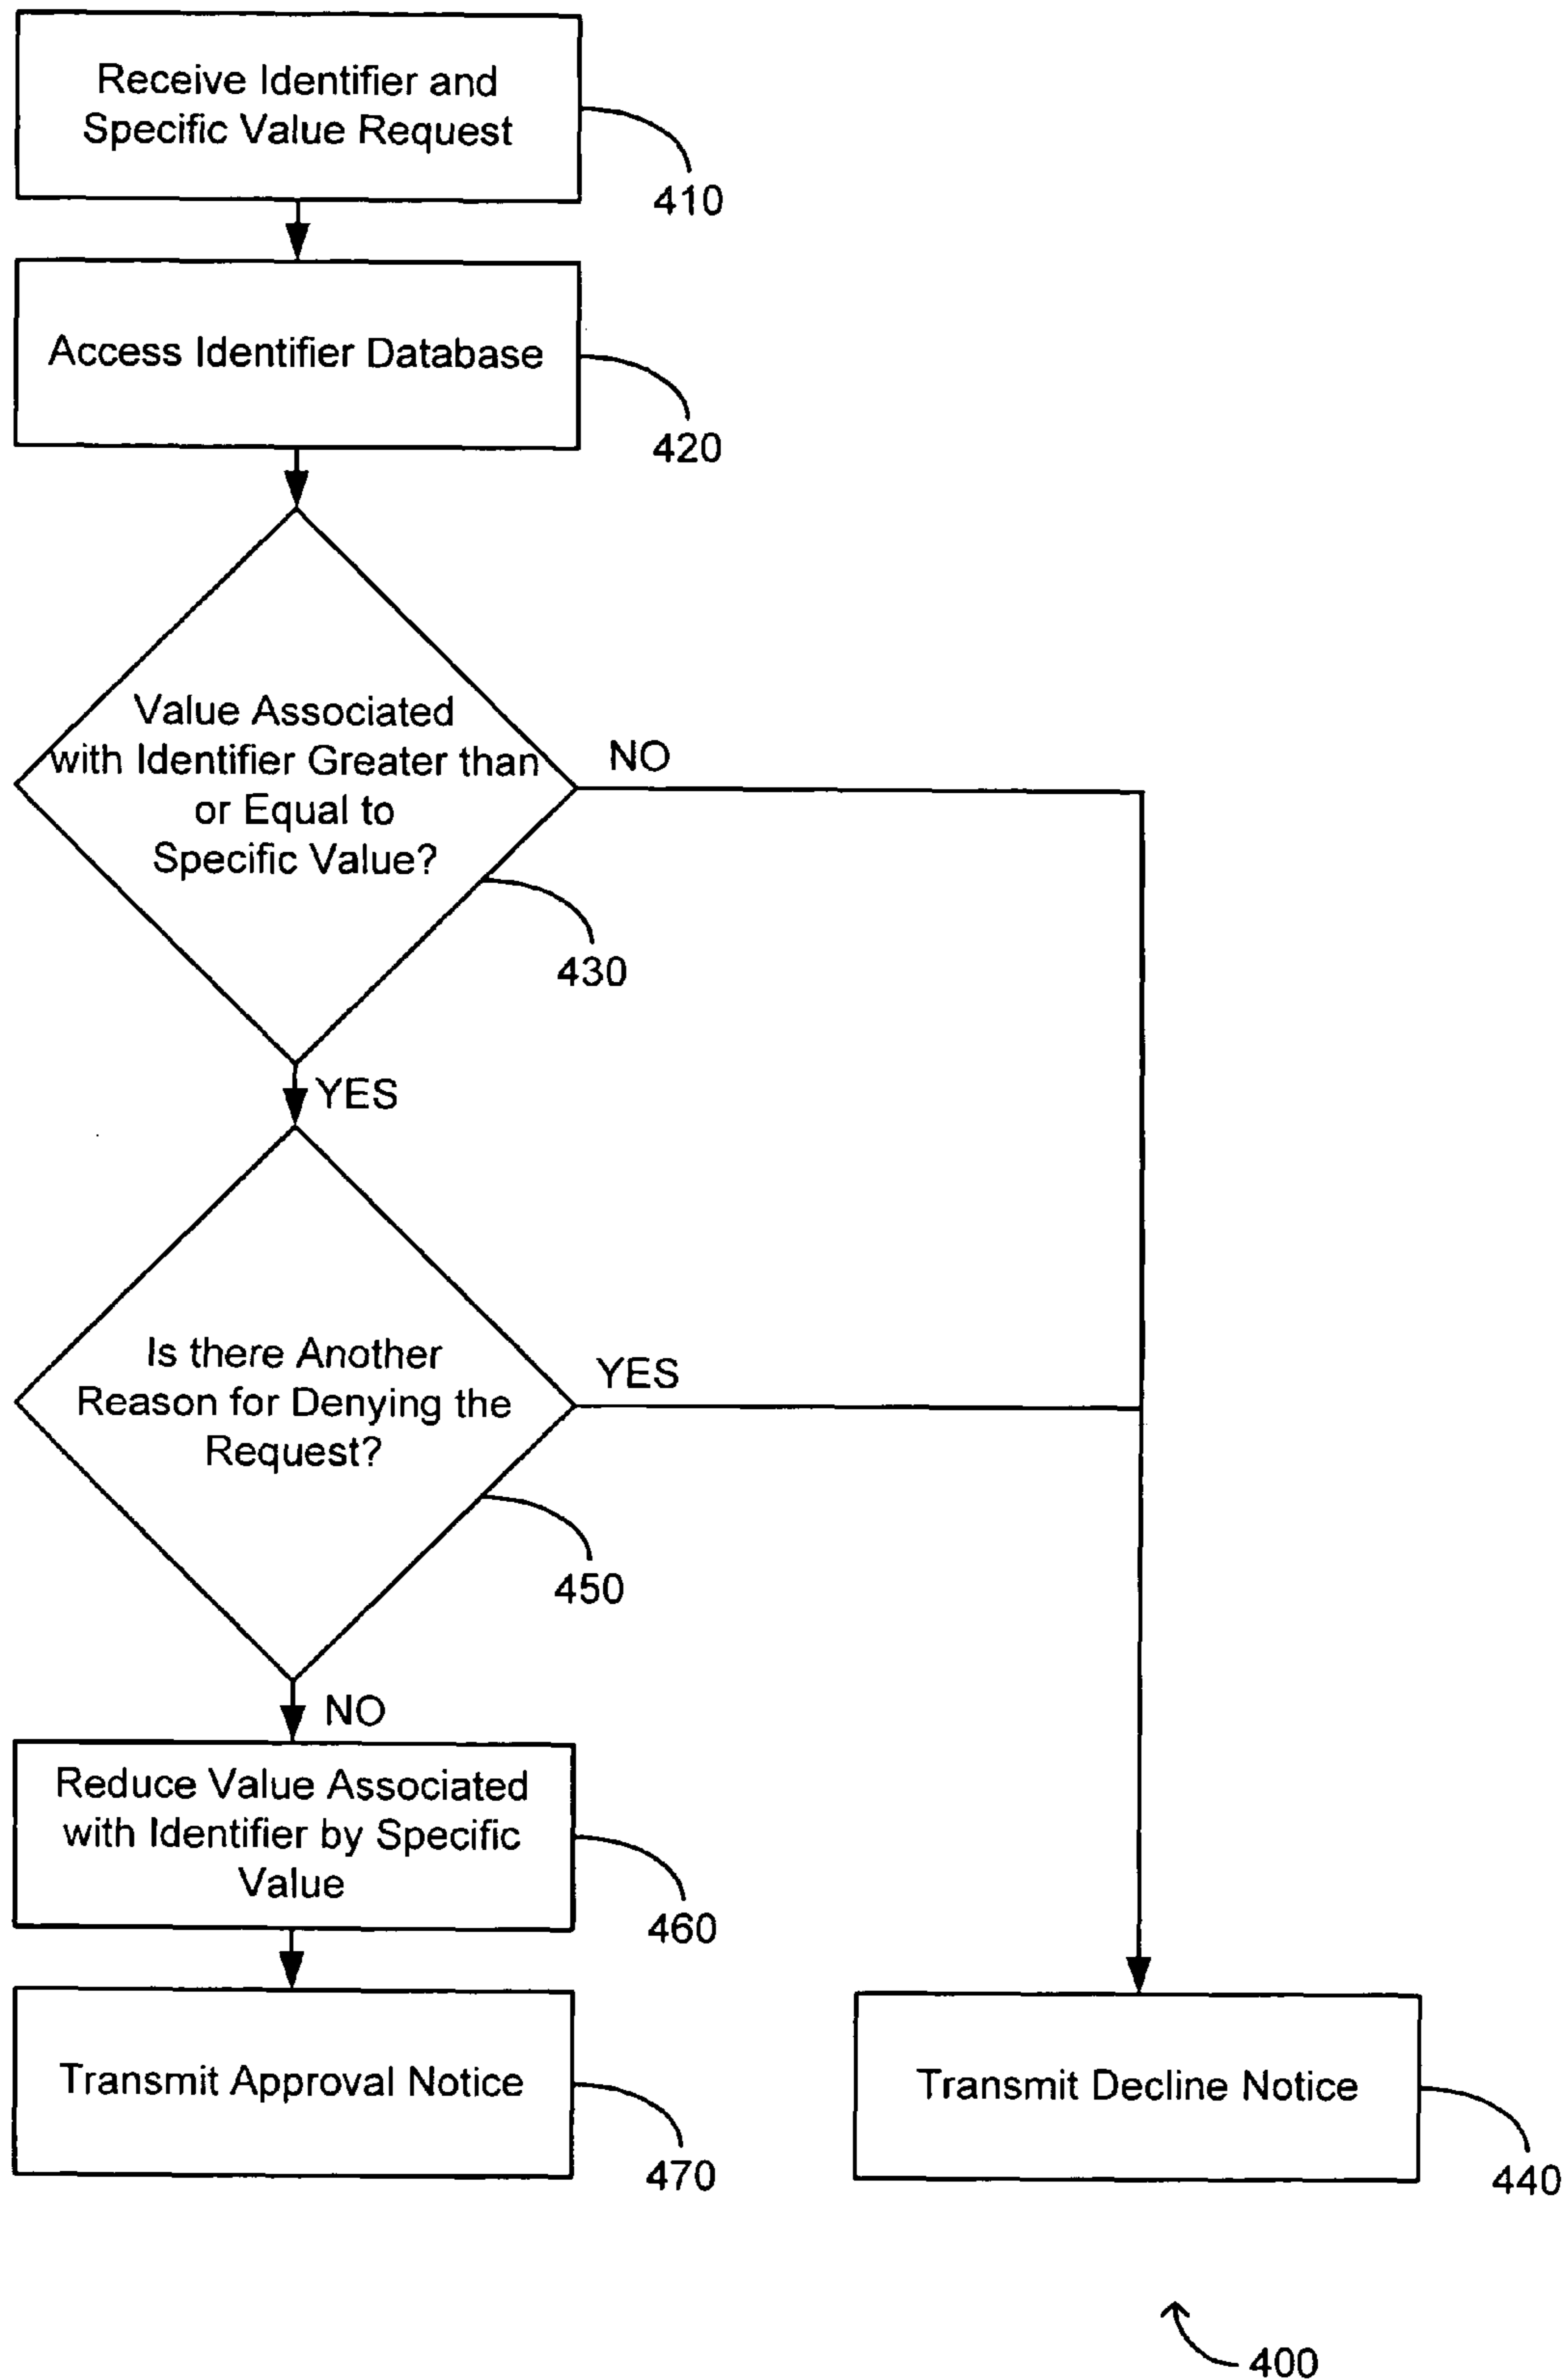 Receive Identifier and
Specific Value Request
410
Access Identifier Database
420
Value Associated
with Identifier Greater than
or Equal to
Specific Value?
NO
430
YES
Is there Another
Reason for Denying the
Request?
YES
450
NO
Reduce Value Associated
with Identifier by Specific
Value
460
Transmit Approval Notice
470
Transmit Decline Notice
440
400